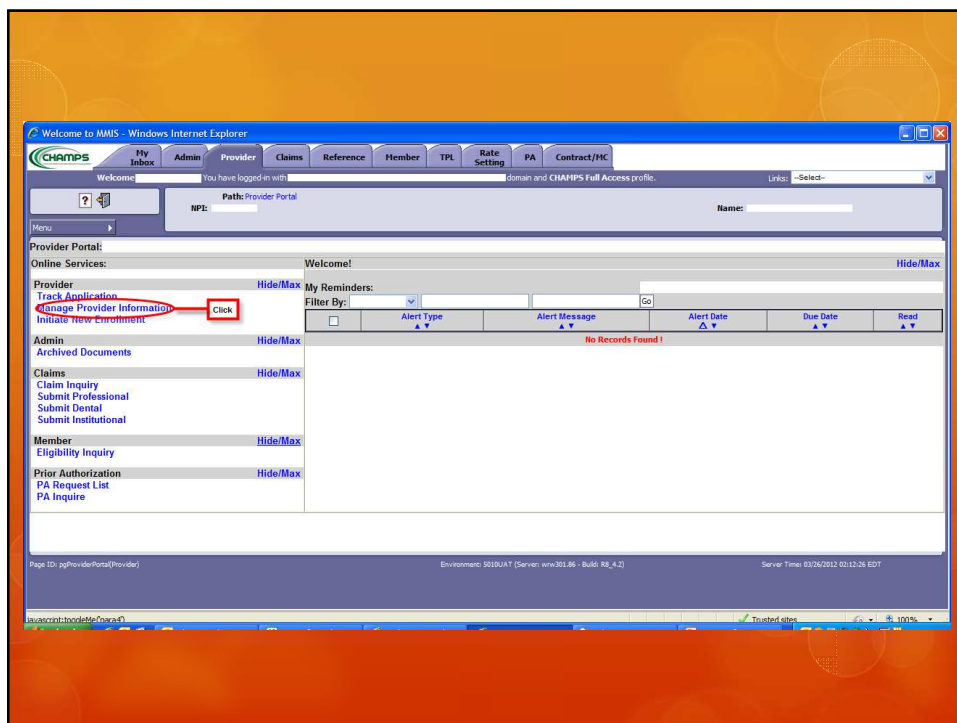 Welcome to MMIS - Windows Internet Explorer
CHAMPS
My Inbox
Admin
Provider
Claims
Reference
Member
TPL
Rate Setting
PA
Contract/MC
Welcome
You have logged-in with
domain and CHAMPS Full Access profile.
Links: --Select--
?
Path: Provider Portal
NPI:
Name:
Menu
Provider Portal:
Online Services:
Welcome!
Hide/Max
Provider Hide/Max
Track Application
Manage Provider Information
Click
Initiate New Enrollment
My Reminders:
Filter By:
Go
Alert Type
Alert Message
Alert Date
Due Date
Read
No Records Found !
Admin Hide/Max
Archived Documents
Claims Hide/Max
Claim Inquiry
Submit Professional
Submit Dental
Submit Institutional
Member Hide/Max
Eligibility Inquiry
Prior Authorization Hide/Max
PA Request List
PA Inquire
Page ID: pgProviderPortal(Provider)
Environment: 5010UAT (Server: wrw301.86 - Build: R8_4.2)
Server Time: 03/26/2012 02:12:26 EDT
javascript:toggleMe('para4')
Trusted sites
100%